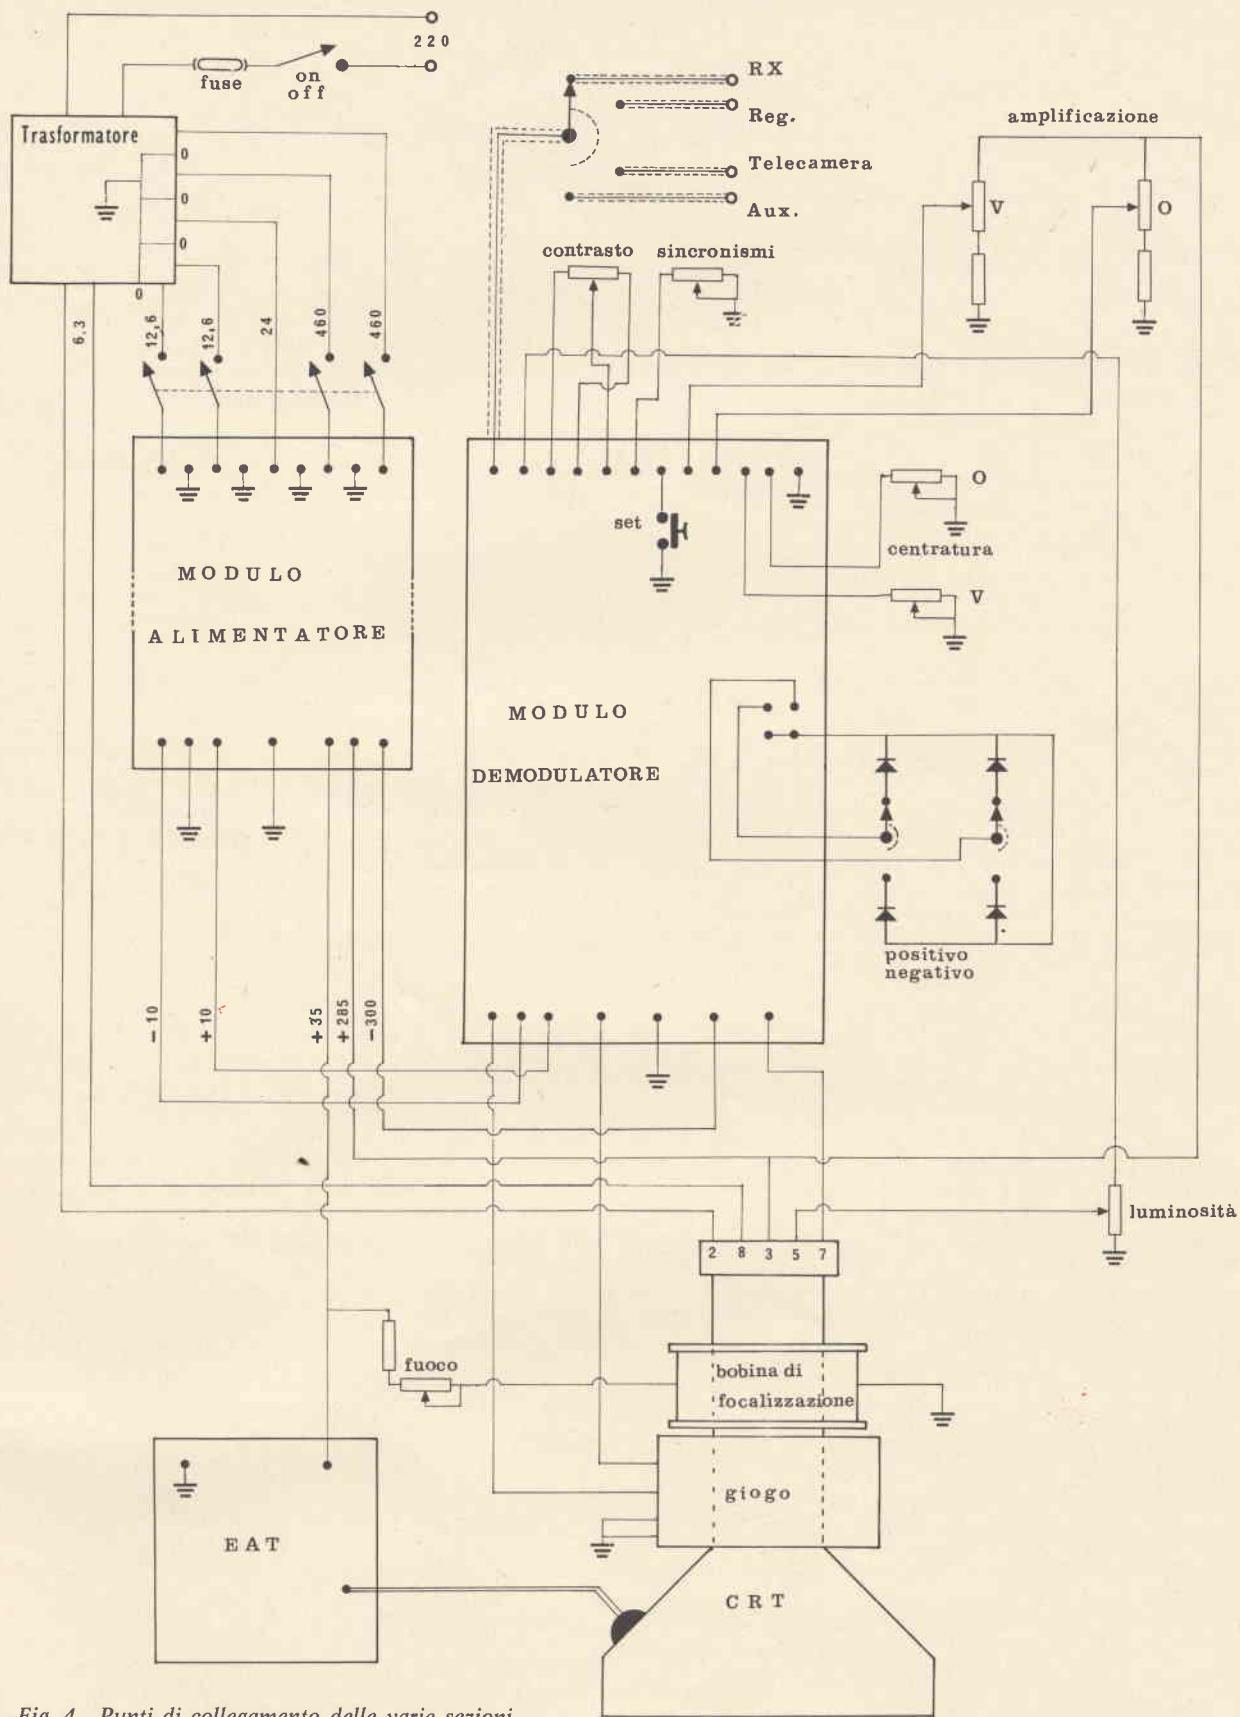 220
fuse
on
off
Trasformatore
0
0
0
0
6.3
12,6
12,6
24
460
460
RX
Reg.
Telecamera
Aux.
contrasto
sincronismi
amplificazione
V
O
MODULO
ALIMENTATORE
set
O
centratura
V
MODULO
DEMODULATORE
positivo
negativo
-10
+10
+35
+285
-300
luminosità
2 8 3 5 7
fuoco
bobina di
focalizzazione
giogo
EAT
CRT
Fig. 4 - Punti di collegamento delle varie sezioni